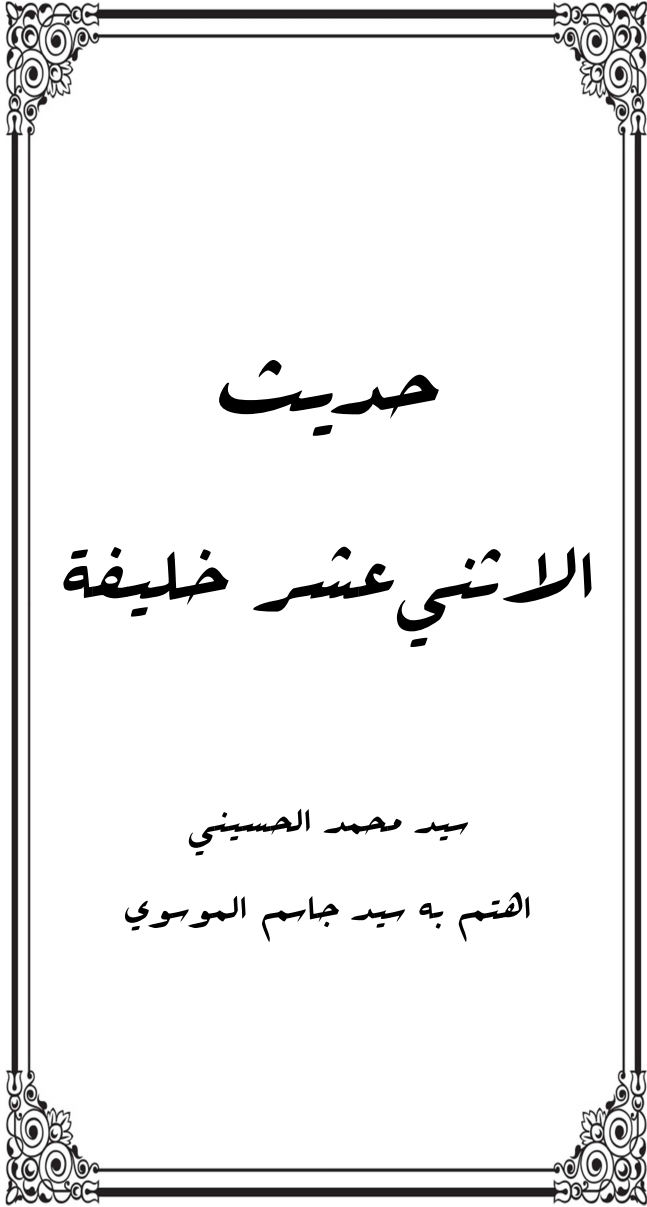 حديث
الاثني عشر خليفة
سيد محمد الحسيني
اهتم به سيد جاسم الموسوي